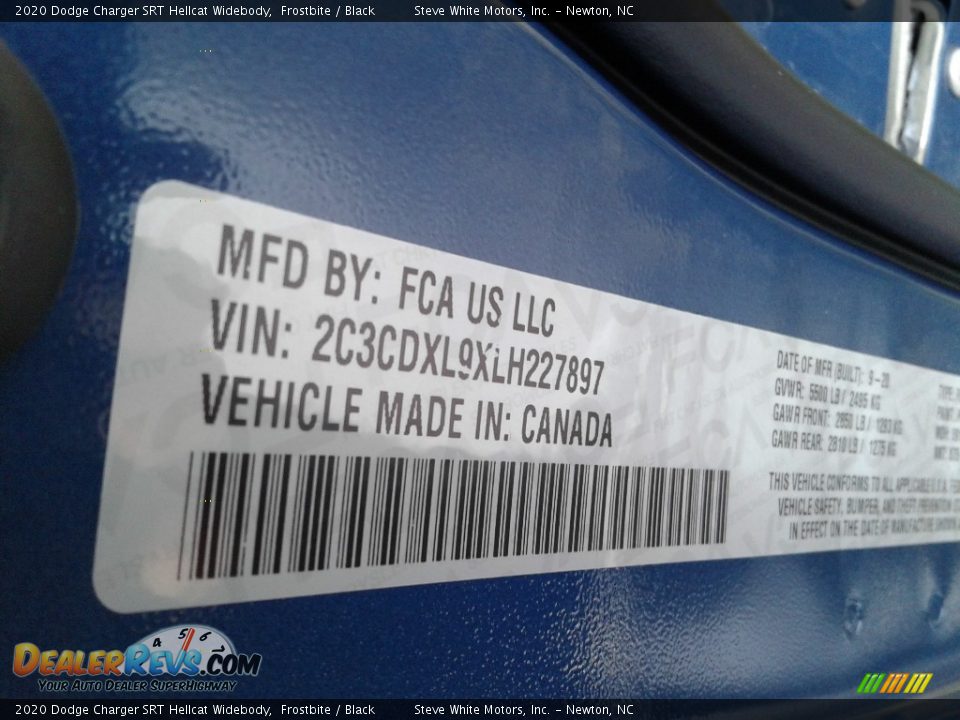 2020 Dodge Charger SRT Hellcat Widebody, Frostbite / Black Steve White Motors, Inc. - Newton, NC
MFD BY: FCA US LLC
VIN: 2C3CDXL9XLH227897
VEHICLE MADE IN: CANADA
DATE OF MFR (BUILT): 9-20
GVWR: 5500 LB / 2495 KG
GAWR FRONT: 2850 LB / 1293 KG
GAWR REAR: 2810 LB / 1275 KG
THIS VEHICLE CONFORMS TO ALL APPLICABLE U.S.A.
VEHICLE SAFETY, BUMPER, AND THEFT PREVENTION
IN EFFECT ON THE DATE OF MANUFACTURE SHOWN
4 5 6
DEALERREVS.COM
YOUR AUTO DEALER SUPERHIGHWAY
2020 Dodge Charger SRT Hellcat Widebody, Frostbite / Black Steve White Motors, Inc. - Newton, NC